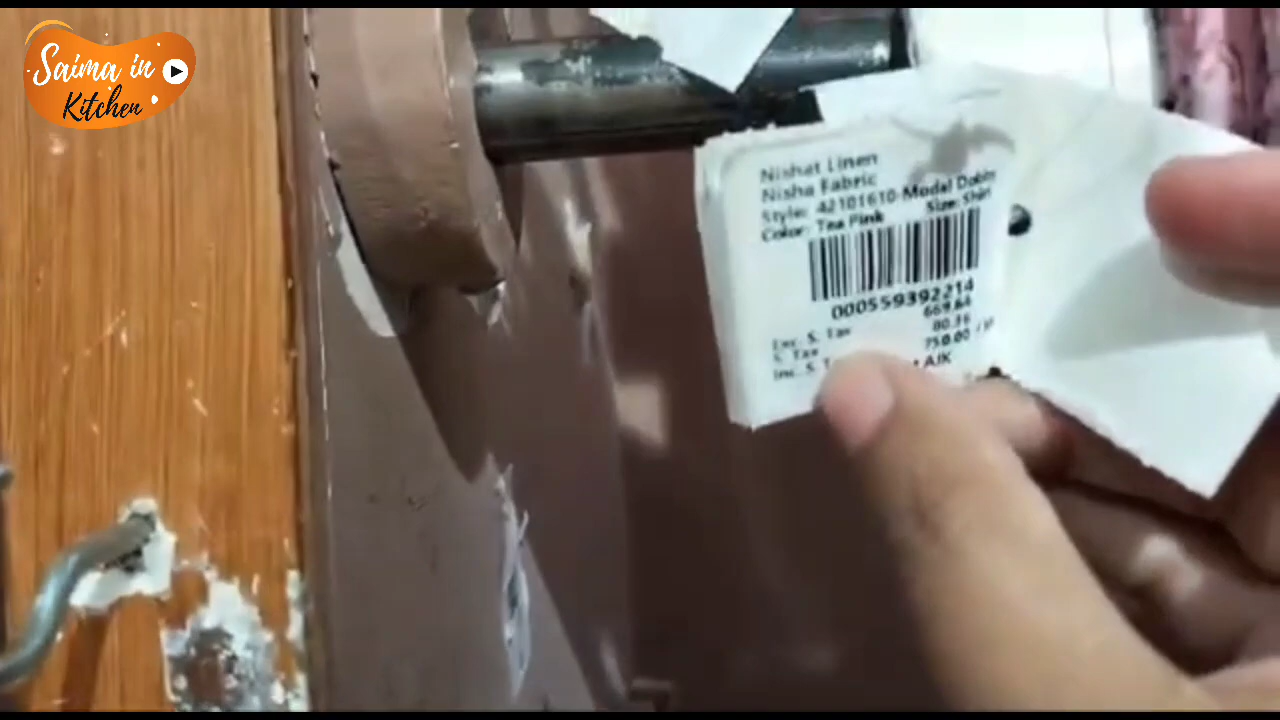 Saima in
Kitchen
Nishat Linen
Nisha Fabric
Style: 42101610-Modal Dobby
Color: Tea Pink Size: Shirt
000559392214
669.64
Exc. S. Tax 80.36
S. Tax 750.00
Inc. S. AJK